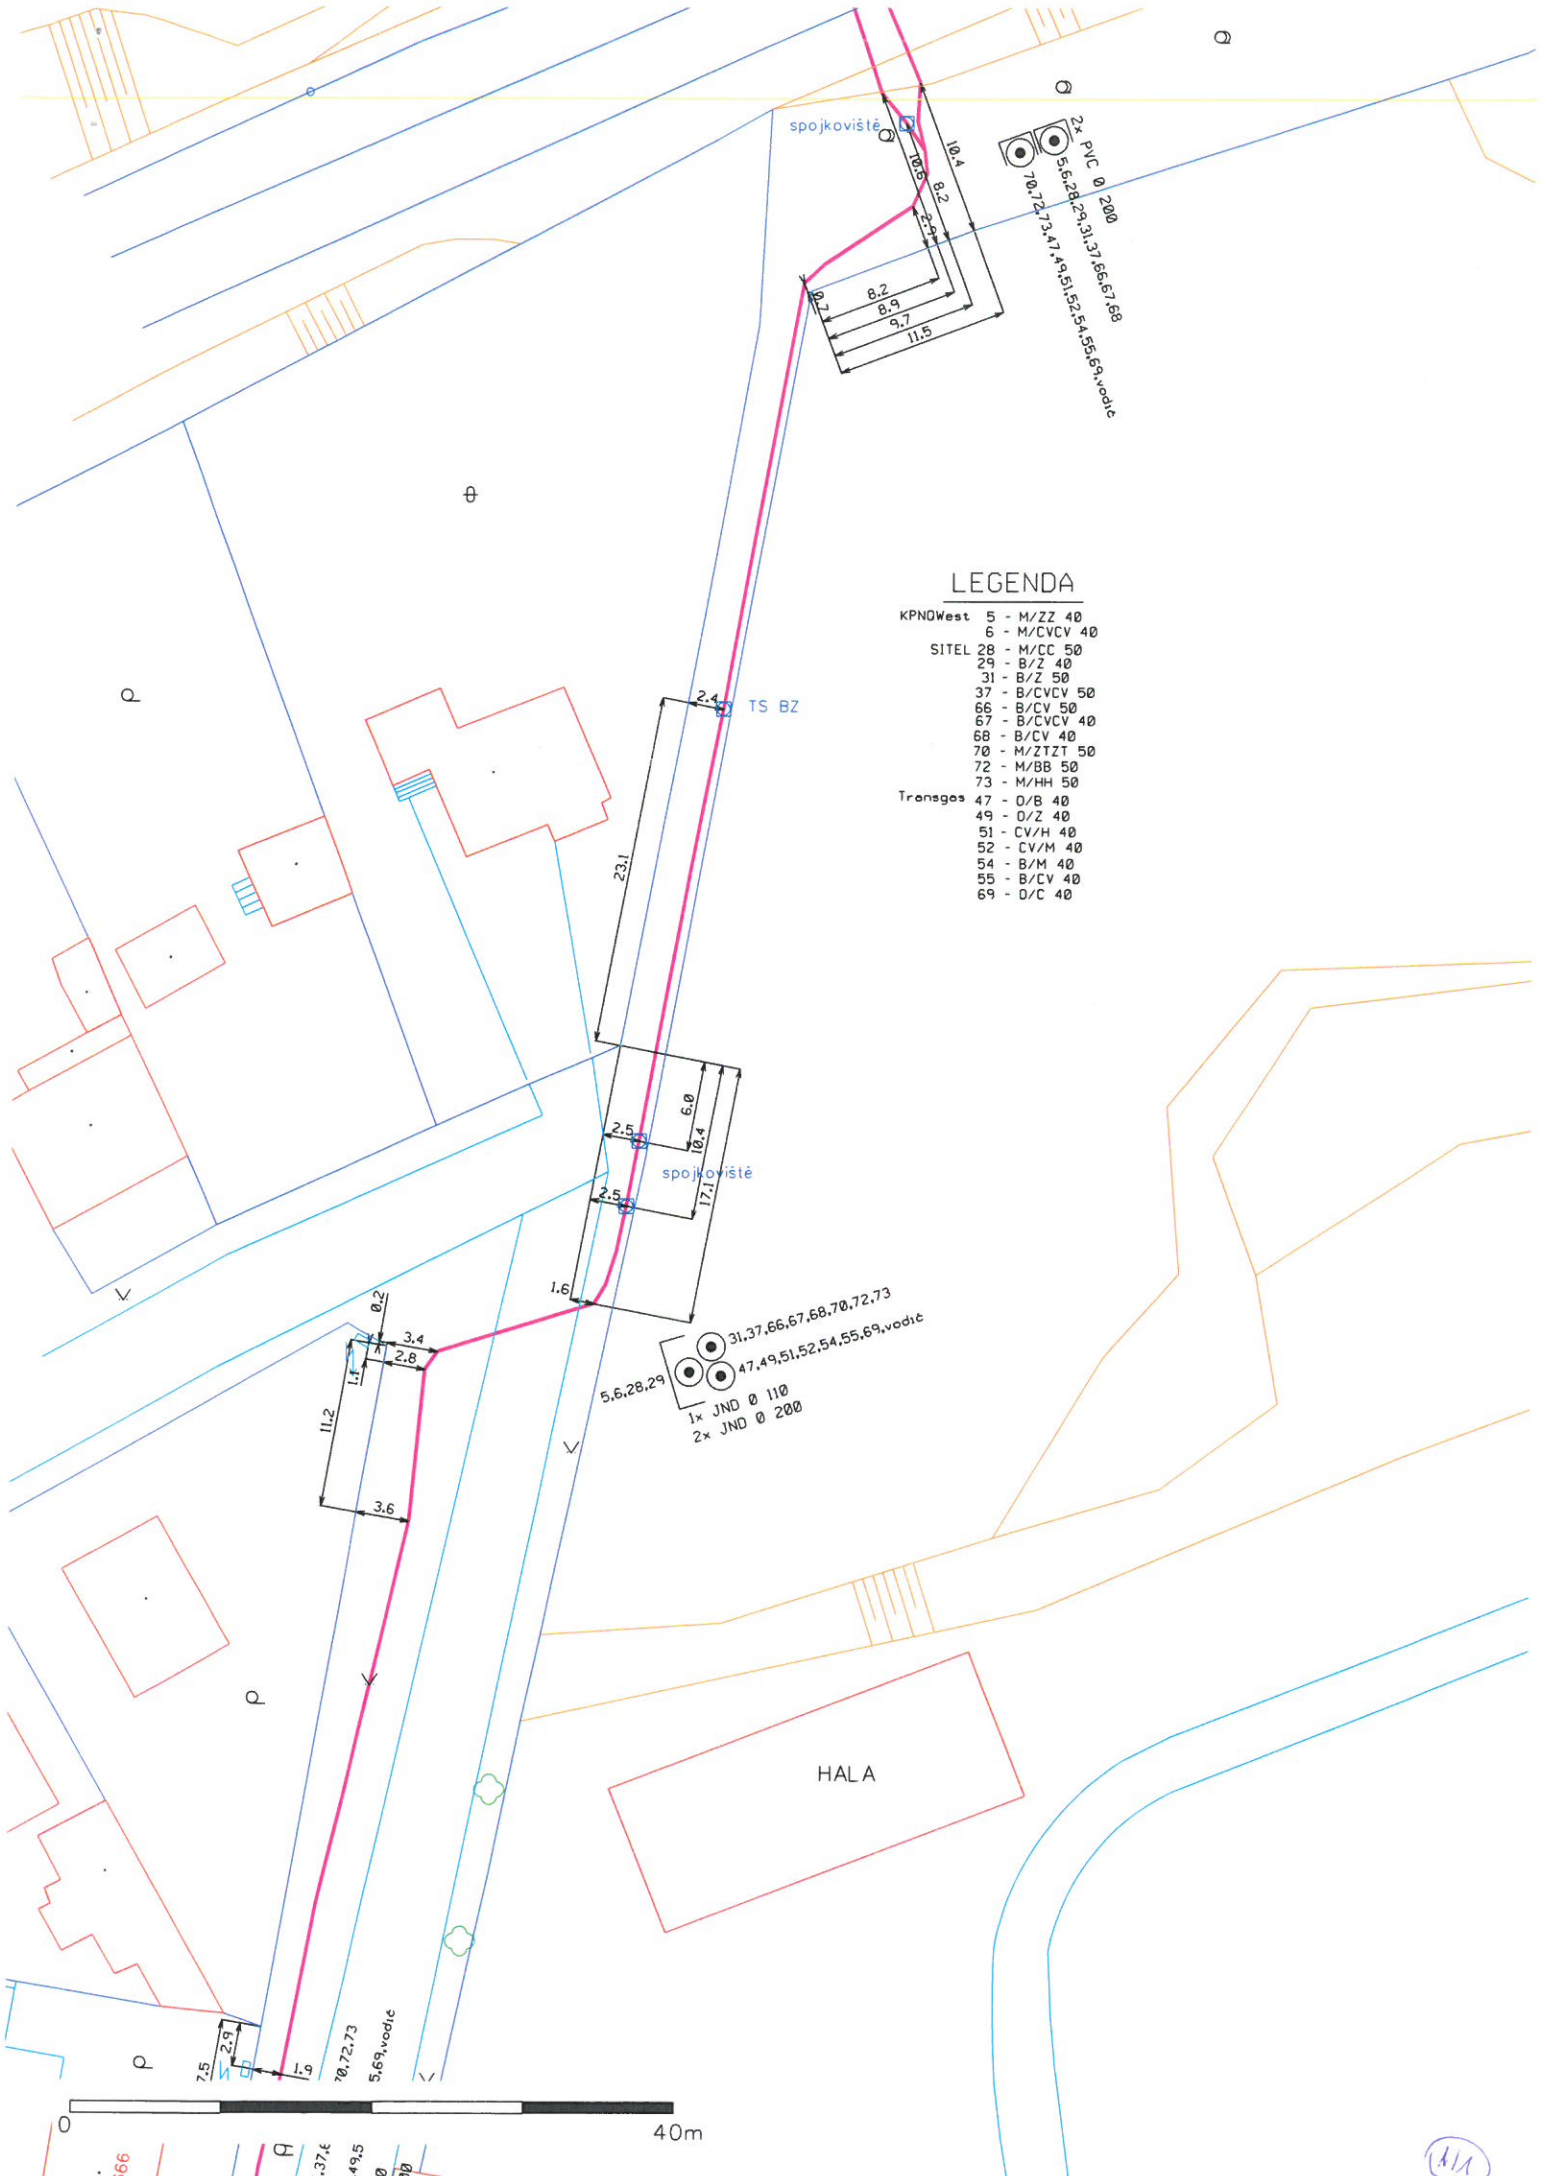 spojkoviště
10.4
10.6
8.2
2.9
2x PVC 0 200
5,6,28,29,31,37,66,67,68
70,72,73,47,49,51,52,54,55,69,vodič
0.7
8.2
8.9
9.7
11.5
LEGENDA
KPNQWest 5 - M/ZZ 40
6 - M/CVCV 40
SITEL 28 - M/CC 50
29 - B/Z 40
31 - B/Z 50
37 - B/CVCV 50
66 - B/CV 50
67 - B/CVCV 40
68 - B/CV 40
70 - M/ZTZT 50
72 - M/BB 50
73 - M/HH 50
Transgas 47 - O/B 40
49 - O/Z 40
51 - CV/H 40
52 - CV/M 40
54 - B/M 40
55 - B/CV 40
69 - O/C 40
2.4
TS BZ
23.1
6.0
2.5
10.4
spojkoviště
2.5
17.1
1.6
0.2
3.4
2.8
1.1
11.2
3.6
31,37,66,67,68,70,72,73
47,49,51,52,54,55,69,vodič
5,6,28,29
1x JND 0 110
2x JND 0 200
HALA
2.9
7.5
1.9
70,72,73
5,69,vodič
0
40m
1/1